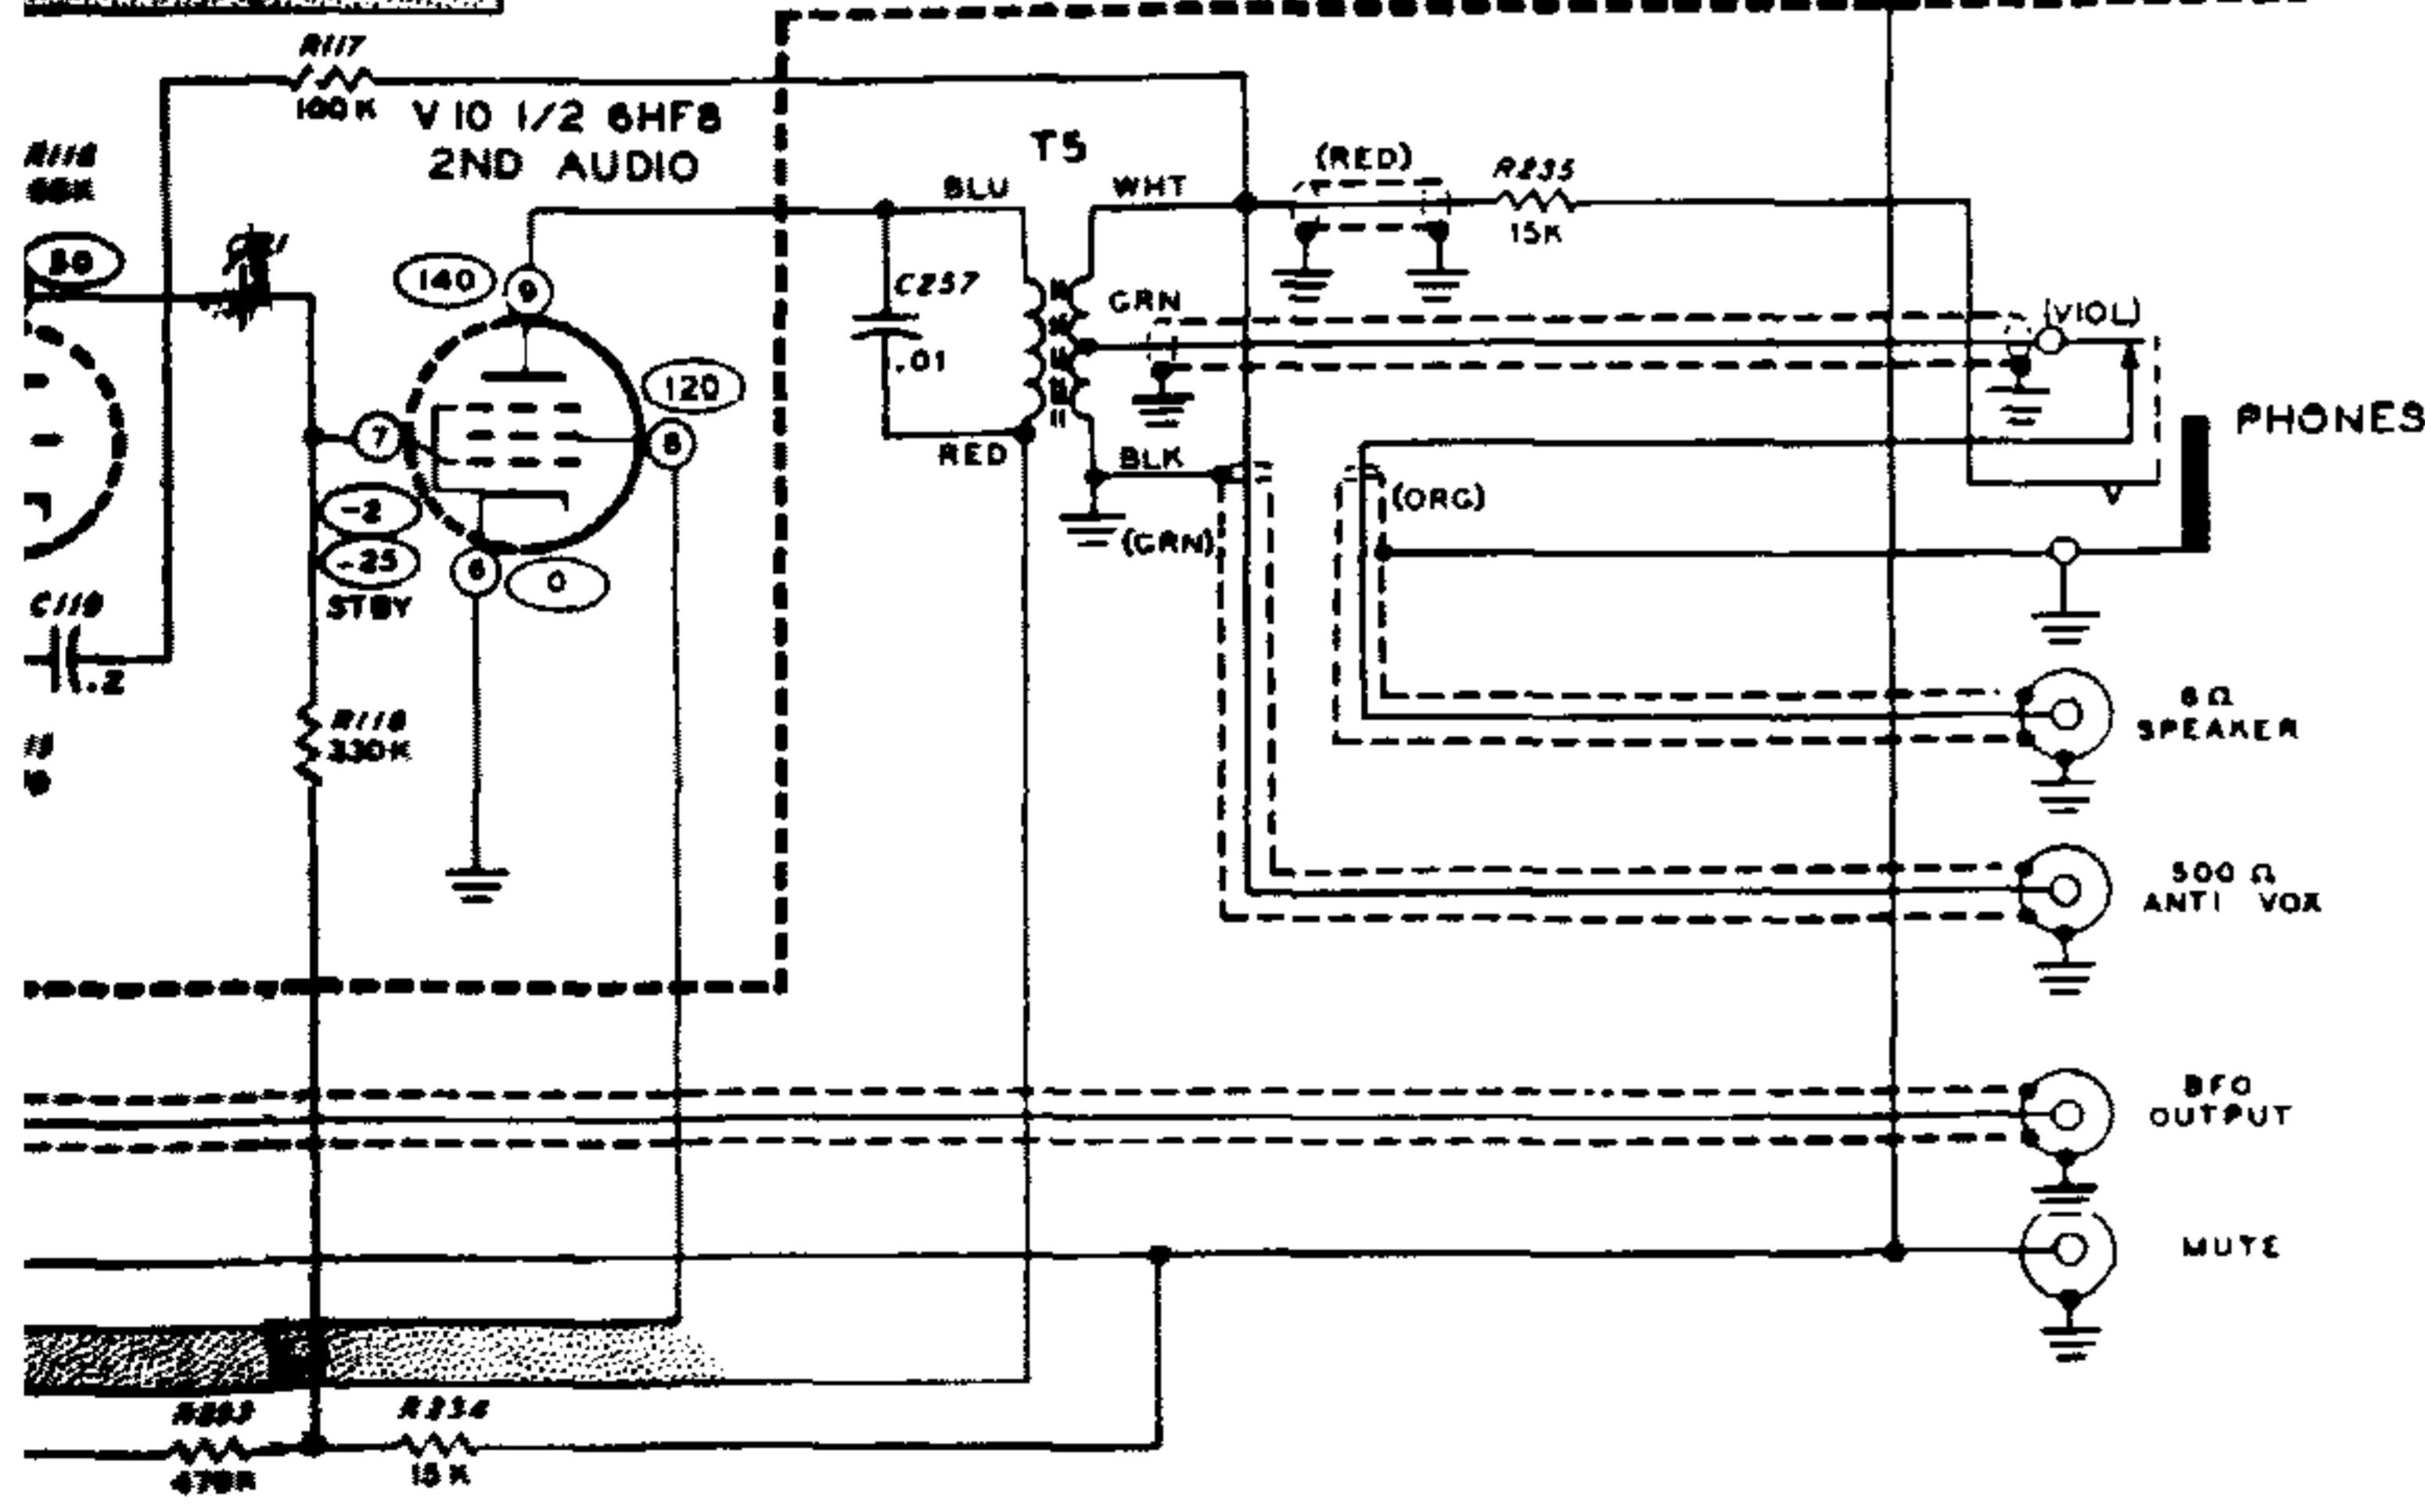 R117
100K
V10 1/2 6HF8
2ND AUDIO
T5
(RED)
R235
15K
BLU
WHT
140
9
C257
.01
GRN
(VIOL)
120
7
8
RED
BLK
(ORG)
PHONES
-2
-25
STBY
6
0
(GRN)
C119
.2
R118
330K
8Ω
SPEAKER
500 Ω
ANTI VOX
BFO
OUTPUT
MUTE
15K